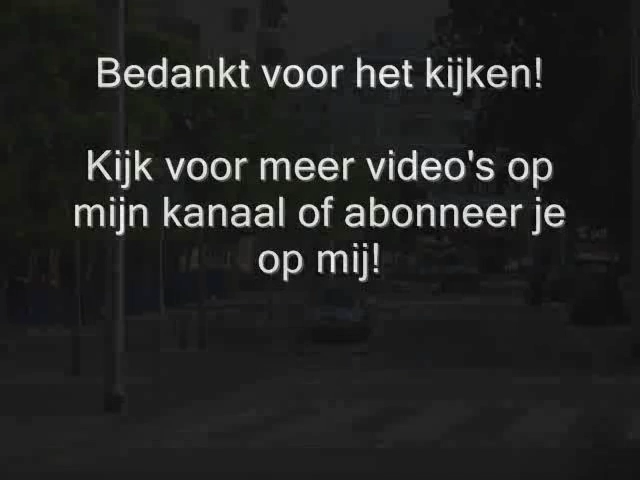 Bedankt voor het kijken!
Kijk voor meer video's op
mijn kanaal of abonneer je
op mij!